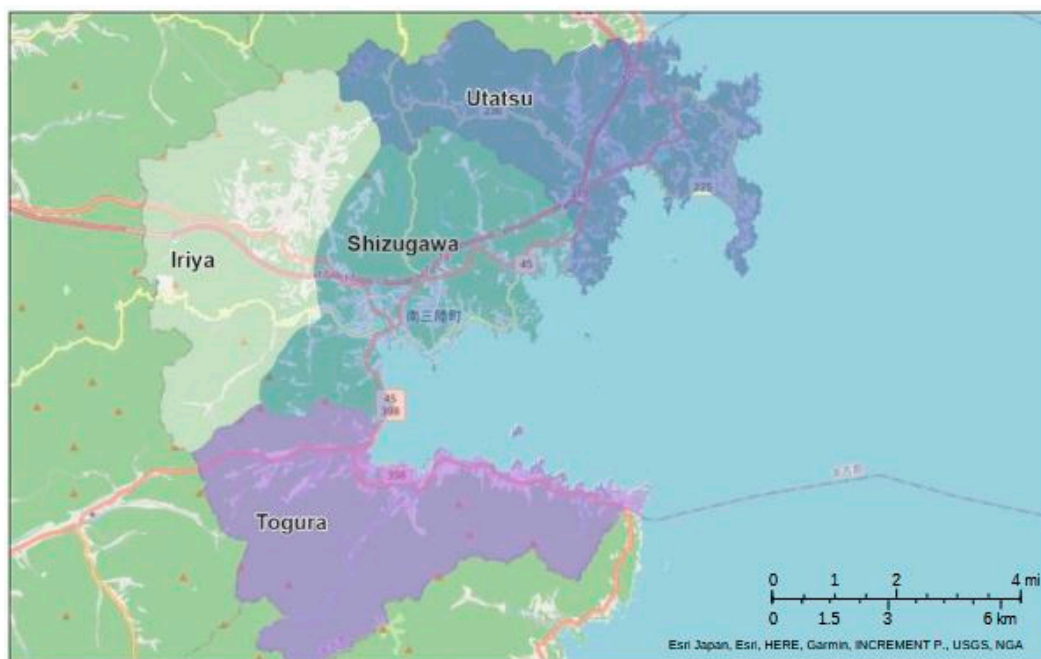 Utatsu
Shizugawa
45
Iriya
南三陸町
45
398
398
Togura
0 1 2 4 mi
0 1.5 3 6 km
Esri Japan, Esri, HERE, Garmin, INCREMENT P., USGS, NGA